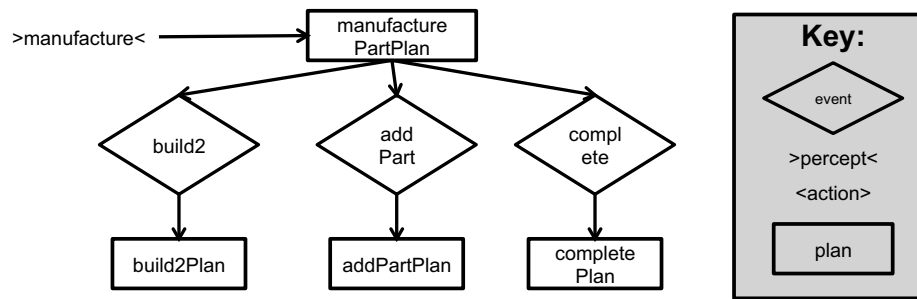 >manufacture<
manufacture
PartPlan
build2
add
Part
compl
ete
build2Plan
addPartPlan
complete
Plan
Key:
event
>percept<
<action>
plan